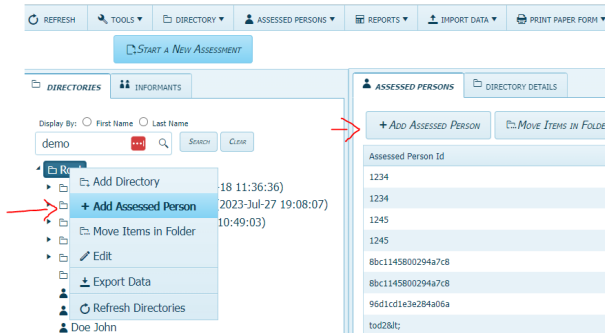 REFRESH TOOLS ▼ DIRECTORY ▼ ASSESSED PERSONS ▼ REPORTS ▼ IMPORT DATA ▼ PRINT PAPER FORM ▼
START A NEW ASSESSMENT
DIRECTORIES INFORMANTS
ASSESSED PERSONS DIRECTORY DETAILS
Display By: First Name Last Name
demo SEARCH CLEAR
+ ADD ASSESSED PERSON MOVE ITEMS IN FOLDE
Assessed Person Id
Add Directory
-18 11:36:36)
1234
+ Add Assessed Person
2023-Jul-27 19:08:07)
1234
Move Items in Folder
10:49:03)
1245
Edit
1245
Export Data
8bc1145800294a7c8
8bc1145800294a7c8
Refresh Directories
96d1cd1e3e284a06a
Doe John
tod2&lt;